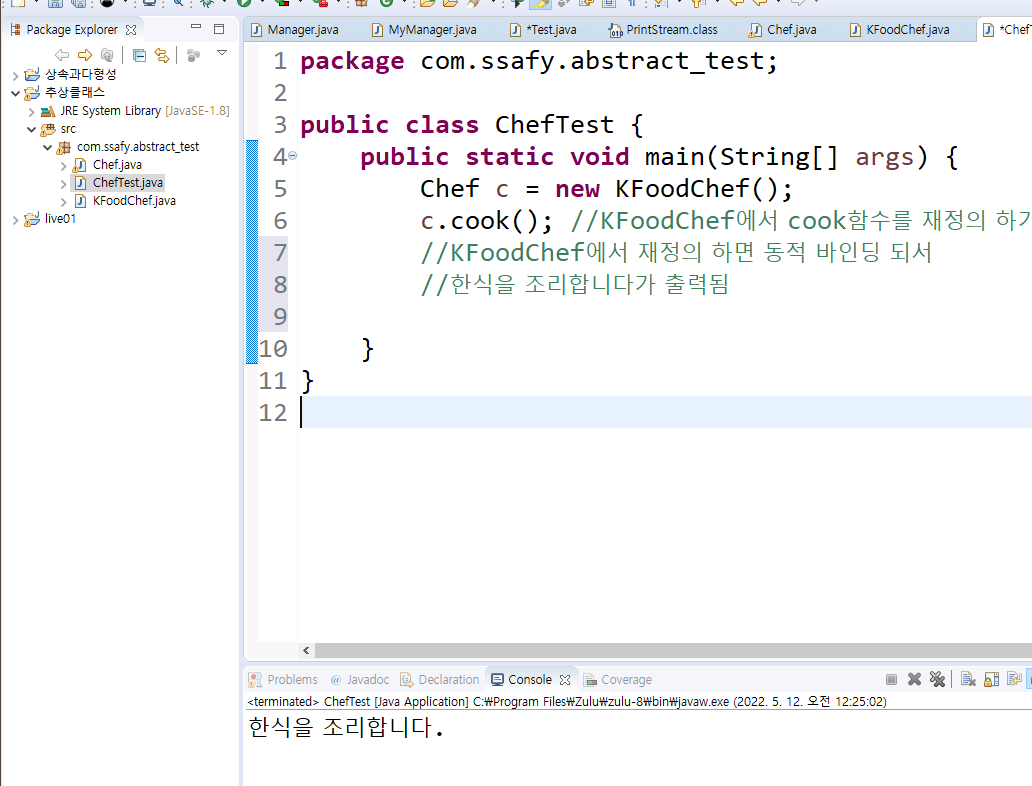 Package Explorer
Manager.java MyManager.java *Test.java PrintStream.class Chef.java KFoodChef.java *Chef
상속과다형성
추상클래스
JRE System Library [JavaSE-1.8]
src
com.ssafy.abstract_test
Chef.java
ChefTest.java
KFoodChef.java
live01
1 package com.ssafy.abstract_test;
2
3 public class ChefTest {
4 public static void main(String[] args) {
5 Chef c = new KFoodChef();
6 c.cook(); //KFoodChef에서 cook함수를 재정의 하기
7 //KFoodChef에서 재정의 하면 동적 바인딩 되서
8 //한식을 조리합니다가 출력됨
9
10 }
11 }
12
Problems @ Javadoc Declaration Console Coverage
<terminated> ChefTest [Java Application] C:₩Program Files₩Zulu₩zulu-8₩bin₩javaw.exe (2022. 5. 12. 오전 12:25:02)
한식을 조리합니다.